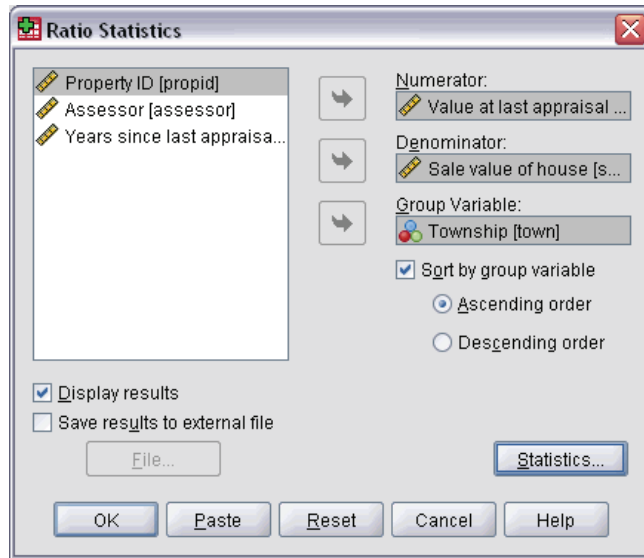 Ratio Statistics
Property ID [propid]
Assessor [assessor]
Years since last appraisa...
Numerator:
Value at last appraisal ...
Denominator:
Sale value of house [s...
Group Variable:
Township [town]
Sort by group variable
Ascending order
Descending order
Display results
Save results to external file
File...
Statistics...
OK
Paste
Reset
Cancel
Help